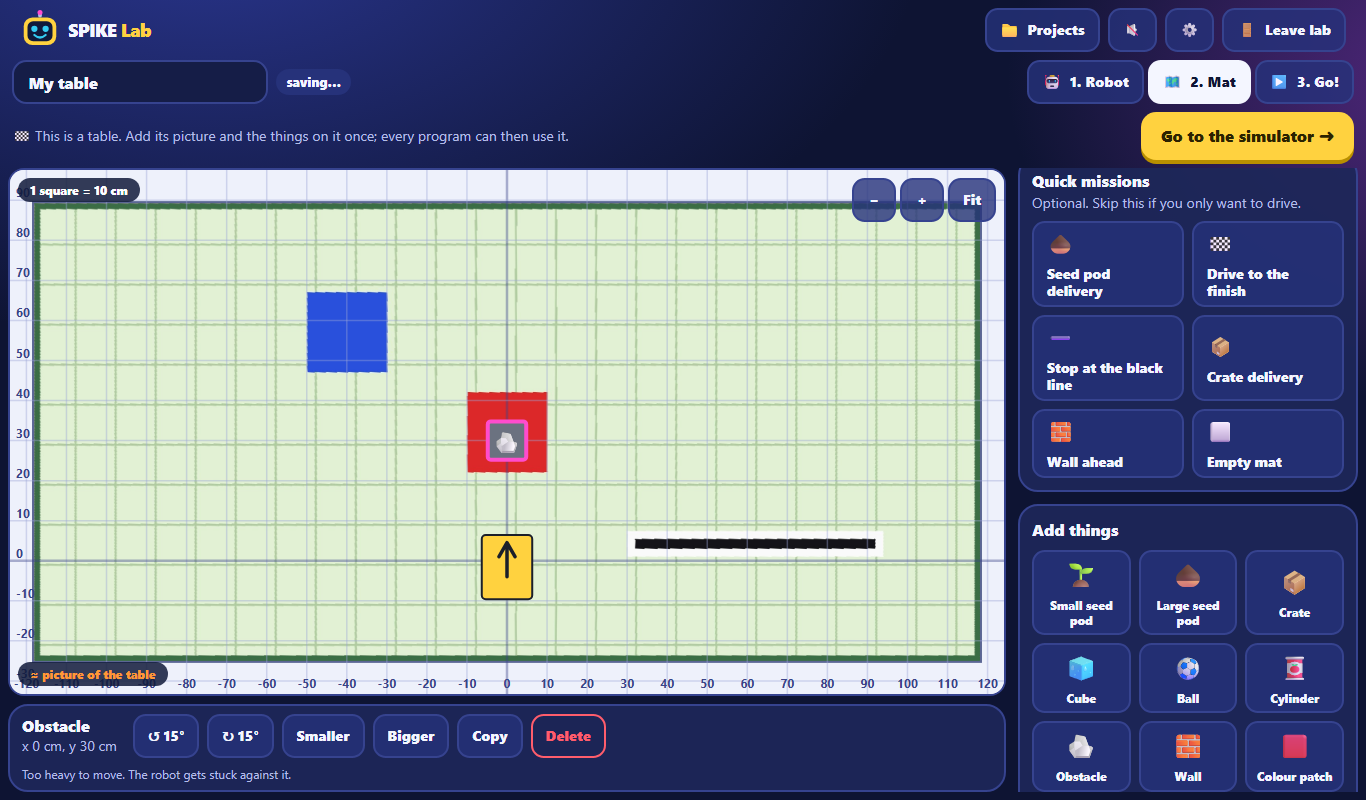 SPIKE Lab
Projects
Leave lab
My table
saving...
1. Robot
2. Mat
3. Go!
This is a table. Add its picture and the things on it once; every program can then use it.
Go to the simulator →
1 square = 10 cm
−
+
Fit
80
70
60
50
40
30
20
10
0
-10
-20
≈ picture of the table
-120
-110
-90
-80
-70
-60
-50
-40
-30
-20
-10
0
10
20
30
40
50
60
70
80
90
100
110
120
Obstacle
x 0 cm, y 30 cm
↺ 15°
↻ 15°
Smaller
Bigger
Copy
Delete
Too heavy to move. The robot gets stuck against it.
Quick missions
Optional. Skip this if you only want to drive.
Seed pod
delivery
Drive to the
finish
Stop at the black
line
Crate delivery
Wall ahead
Empty mat
Add things
Small seed
pod
Large seed
pod
Crate
Cube
Ball
Cylinder
Obstacle
Wall
Colour patch